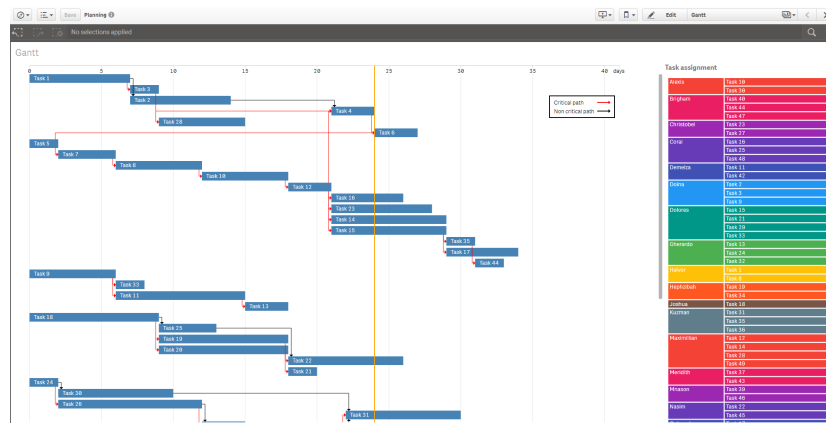 Save Planning
Edit Gantt
No selections applied
Gantt
0 5 10 15 20 25 30 35 40 days
Task 1
Task 3
Task 2
Task 4
Task 28
Task 6
Task 5
Task 7
Task 8
Task 10
Task 12
Task 16
Task 23
Task 14
Task 15
Task 35
Task 17
Task 44
Task 9
Task 33
Task 11
Task 13
Task 18
Task 25
Task 19
Task 20
Task 22
Task 21
Task 24
Task 30
Task 26
Task 31
Critical path
Non critical path
Task assignment
Alexis Task 10
Task 30
Brigham Task 40
Task 44
Task 47
Christobel Task 23
Task 27
Coral Task 16
Task 25
Task 48
Demelza Task 11
Task 42
Doina Task 2
Task 3
Task 9
Dolores Task 15
Task 21
Task 29
Task 33
Gherardo Task 13
Task 24
Task 32
Task 1
Hephzibah Task 19
Task 34
Joshua Task 18
Kuzman Task 31
Task 35
Task 36
Maximillian Task 12
Task 14
Task 28
Task 49
Meridith Task 37
Task 43
Mnason Task 39
Task 46
Nasim Task 22
Task 45